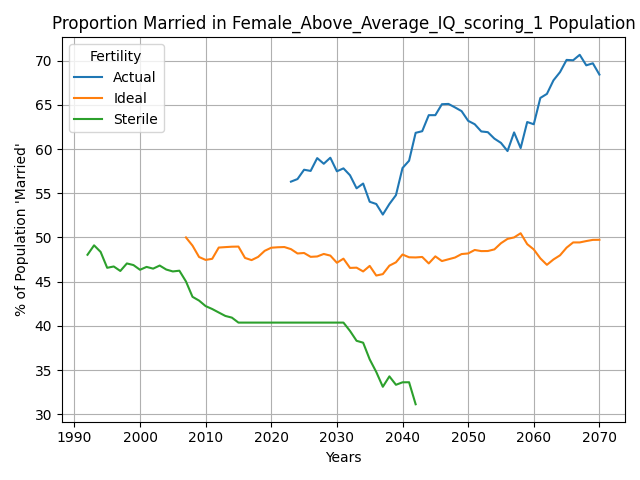 Proportion Married in Female_Above_Average_IQ_scoring_1 Population
Fertility
Actual
Ideal
Sterile
% of Population 'Married'
70
65
60
55
50
45
40
35
30
1990 2000 2010 2020 2030 2040 2050 2060 2070
Years